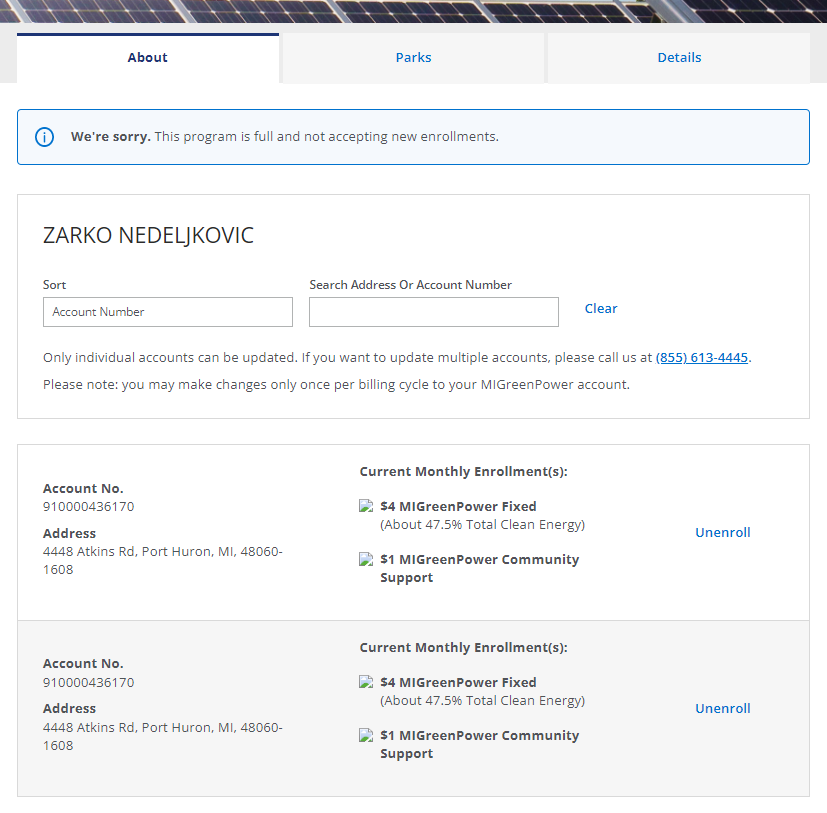 About
Parks
Details
We're sorry. This program is full and not accepting new enrollments.
ZARKO NEDELJKOVIC
Sort
Search Address Or Account Number
Account Number
Clear
Only individual accounts can be updated. If you want to update multiple accounts, please call us at (855) 613-4445.
Please note: you may make changes only once per billing cycle to your MIGreenPower account.
Account No.
910000436170
Address
4448 Atkins Rd, Port Huron, MI, 48060-
1608
Current Monthly Enrollment(s):
$4 MIGreenPower Fixed
(About 47.5% Total Clean Energy)
$1 MIGreenPower Community
Support
Unenroll
Account No.
910000436170
Address
4448 Atkins Rd, Port Huron, MI, 48060-
1608
Current Monthly Enrollment(s):
$4 MIGreenPower Fixed
(About 47.5% Total Clean Energy)
$1 MIGreenPower Community
Support
Unenroll